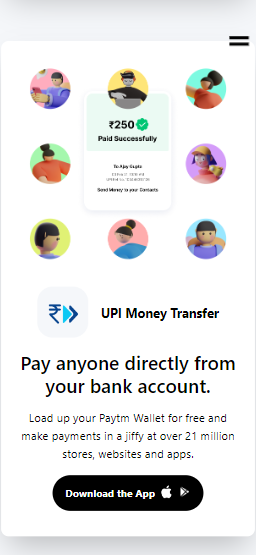 ₹250
Paid Successfully
To Ajay Gupta
Send Money to your Contacts
UPI Money Transfer
Pay anyone directly from
your bank account.
Load up your Paytm Wallet for free and
make payments in a jiffy at over 21 million
stores, websites and apps.
Download the App